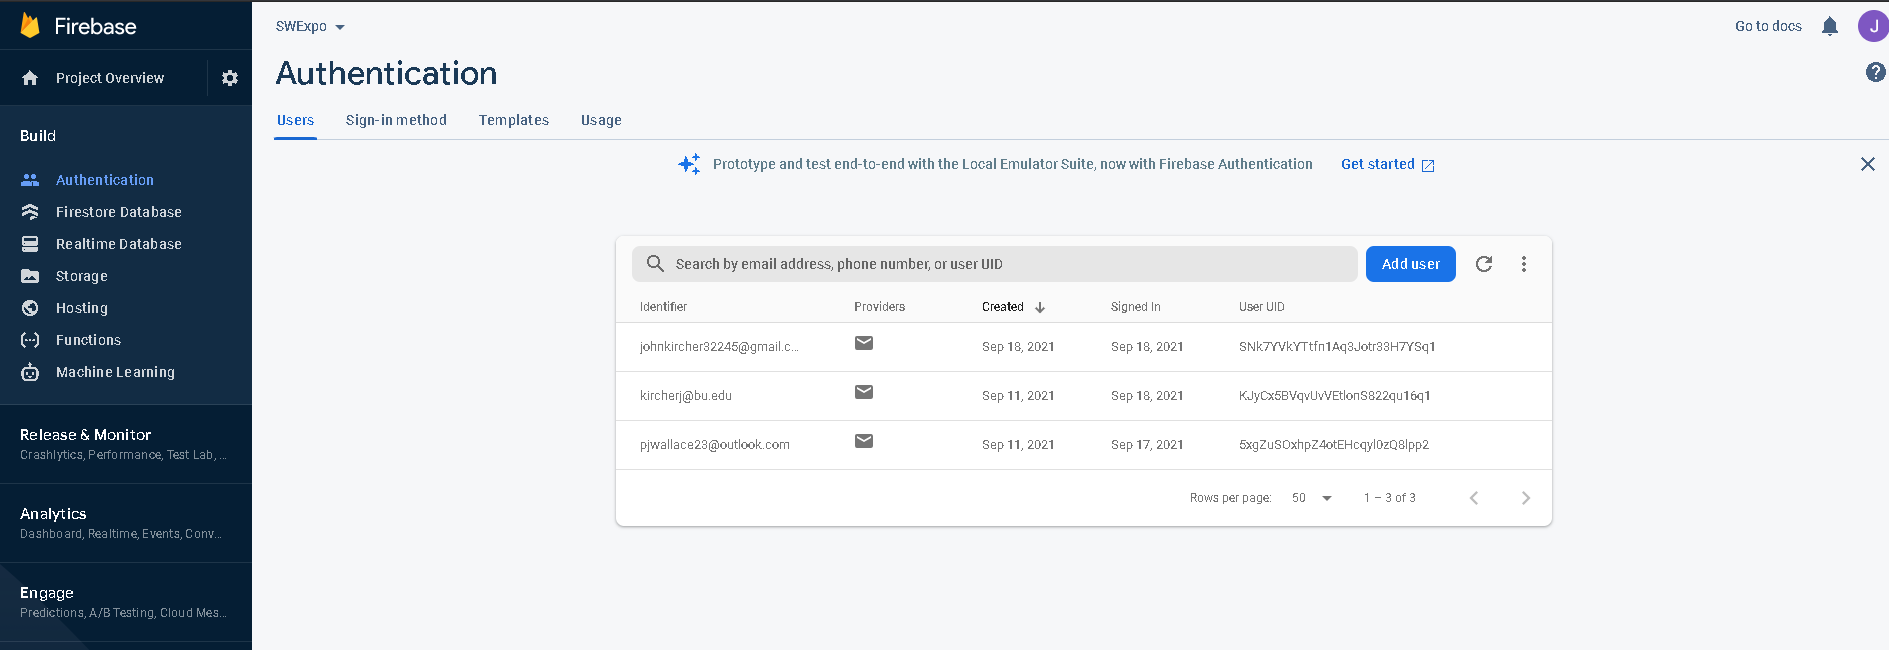 Firebase
SWExpo
Go to docs
J
Project Overview
Authentication
?
Users Sign-in method Templates Usage
Build
Prototype and test end-to-end with the Local Emulator Suite, now with Firebase Authentication Get started
Authentication
Firestore Database
Realtime Database
Storage
Hosting
Functions
Machine Learning
Release & Monitor
Crashlytics, Performance, Test Lab, ...
Analytics
Dashboard, Realtime, Events, Conv...
Engage
Predictions, A/B Testing, Cloud Mes...
Search by email address, phone number, or user UID Add user
Identifier Providers Created Signed In User UID
johnkircher32245@gmail.c... Sep 18, 2021 Sep 18, 2021 SNk7YVkYTtfn1Aq3Jotr33H7YSq1
kircherj@bu.edu Sep 11, 2021 Sep 18, 2021 KJyCx5BVqvUvVEtlonS822qu16q1
pjwallace23@outlook.com Sep 11, 2021 Sep 17, 2021 5xgZuSOxhpZ4otEHcqyl0zQ8lpp2
Rows per page: 50 1 – 3 of 3